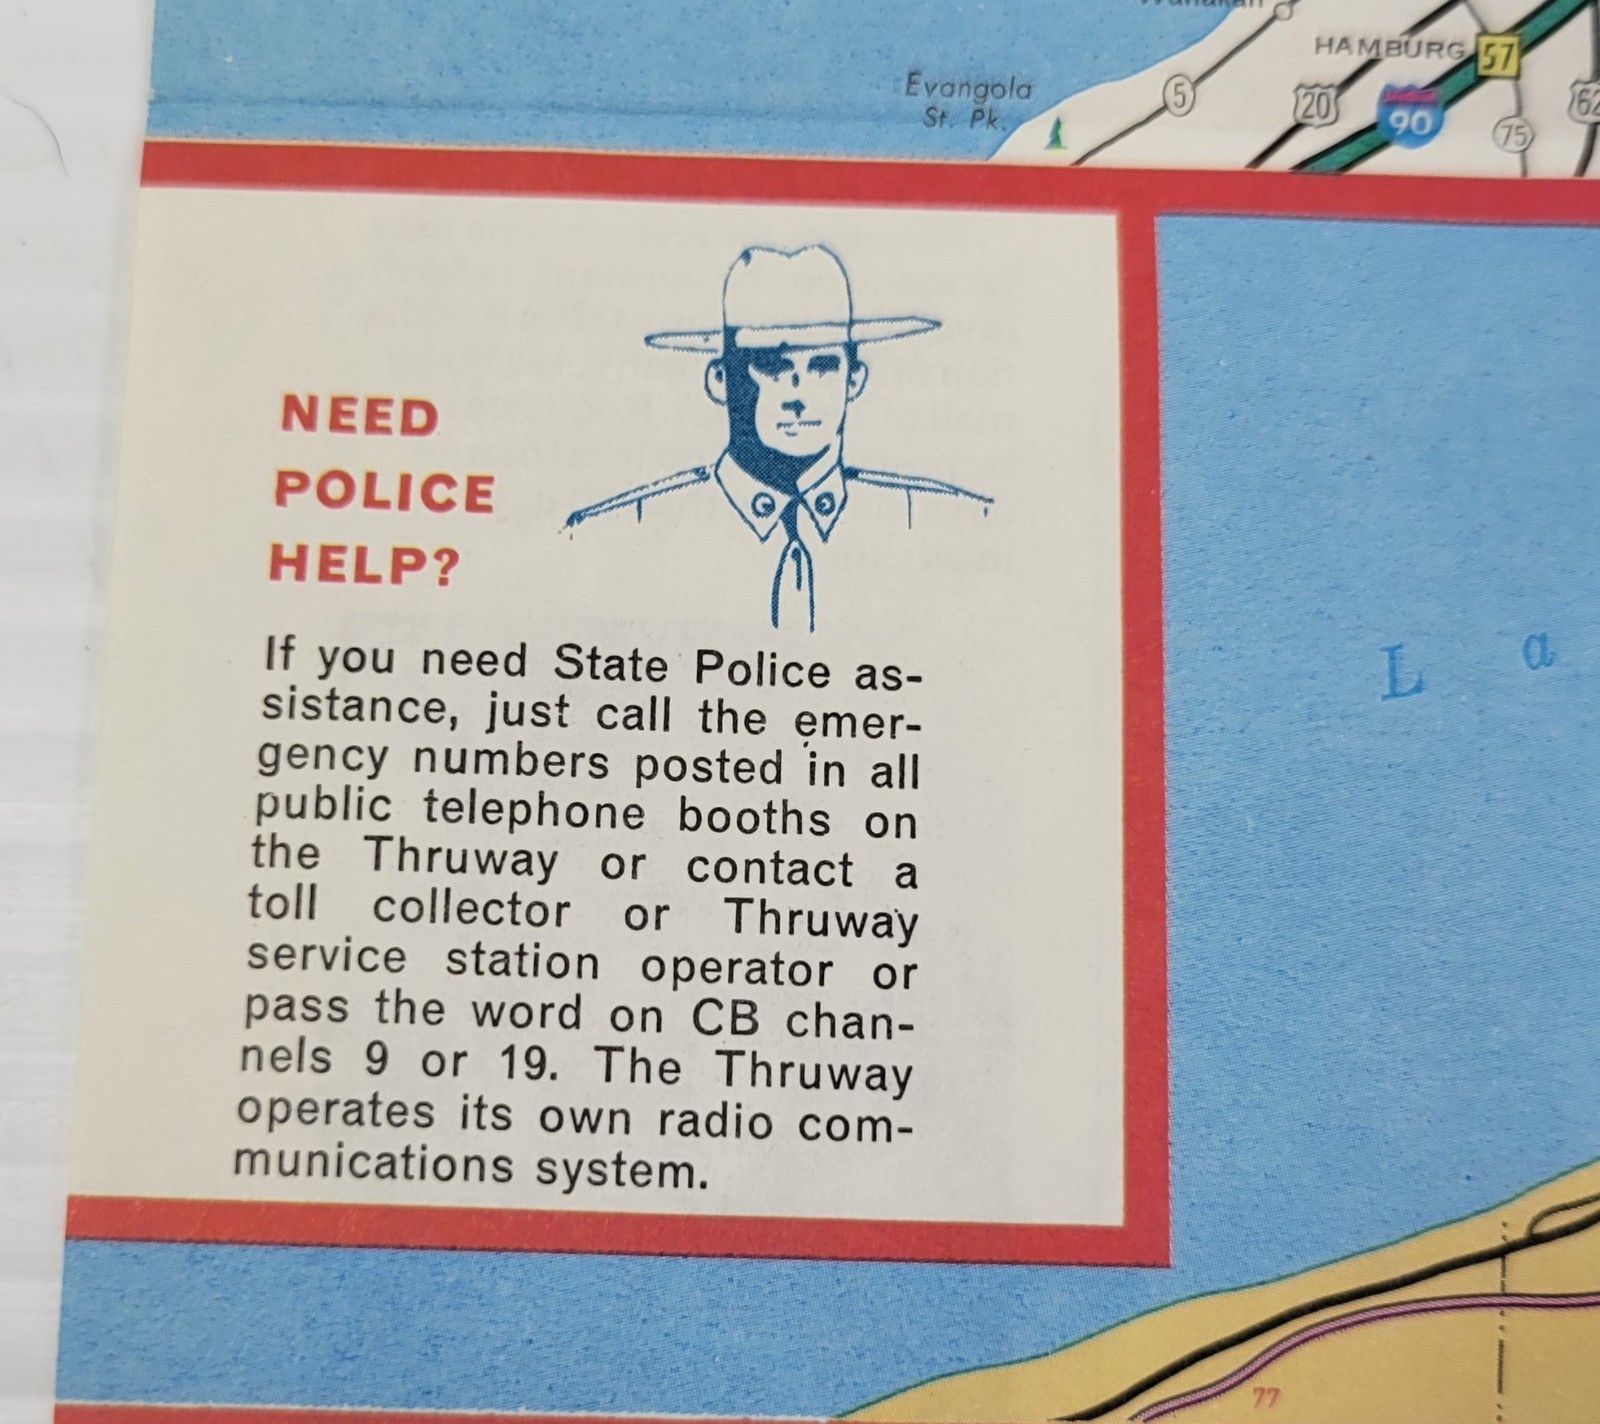 Evangola
St. Pk.
5
HAMBURG
57
20
90
75
62
NEED
POLICE
HELP?
If you need State Police as-
sistance, just call the emer-
gency numbers posted in all
public telephone booths on
the Thruway or contact a
toll collector or Thruway
service station operator or
pass the word on CB chan-
nels 9 or 19. The Thruway
operates its own radio com-
munications system.
L a
77